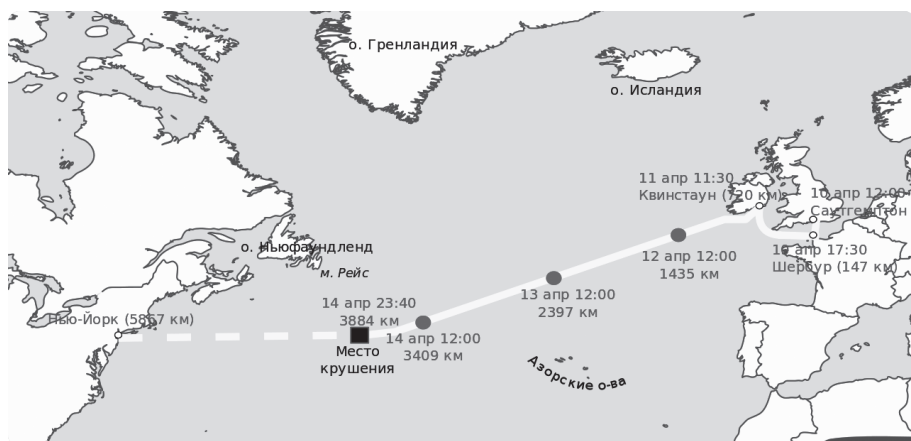 о. Гренландия
о. Исландия
11 апр 11:30
Квинстаун (720 км)
10 апр 12:00
Саутгемптон
о. Ньюфаундленд
м. Рейс
12 апр 12:00
1435 км
10 апр 17:30
Шербур (147 км)
13 апр 12:00
2397 км
14 апр 23:40
3884 км
Нью-Йорк (5867 км)
14 апр 12:00
3409 км
Место
крушения
Азорские о-ва